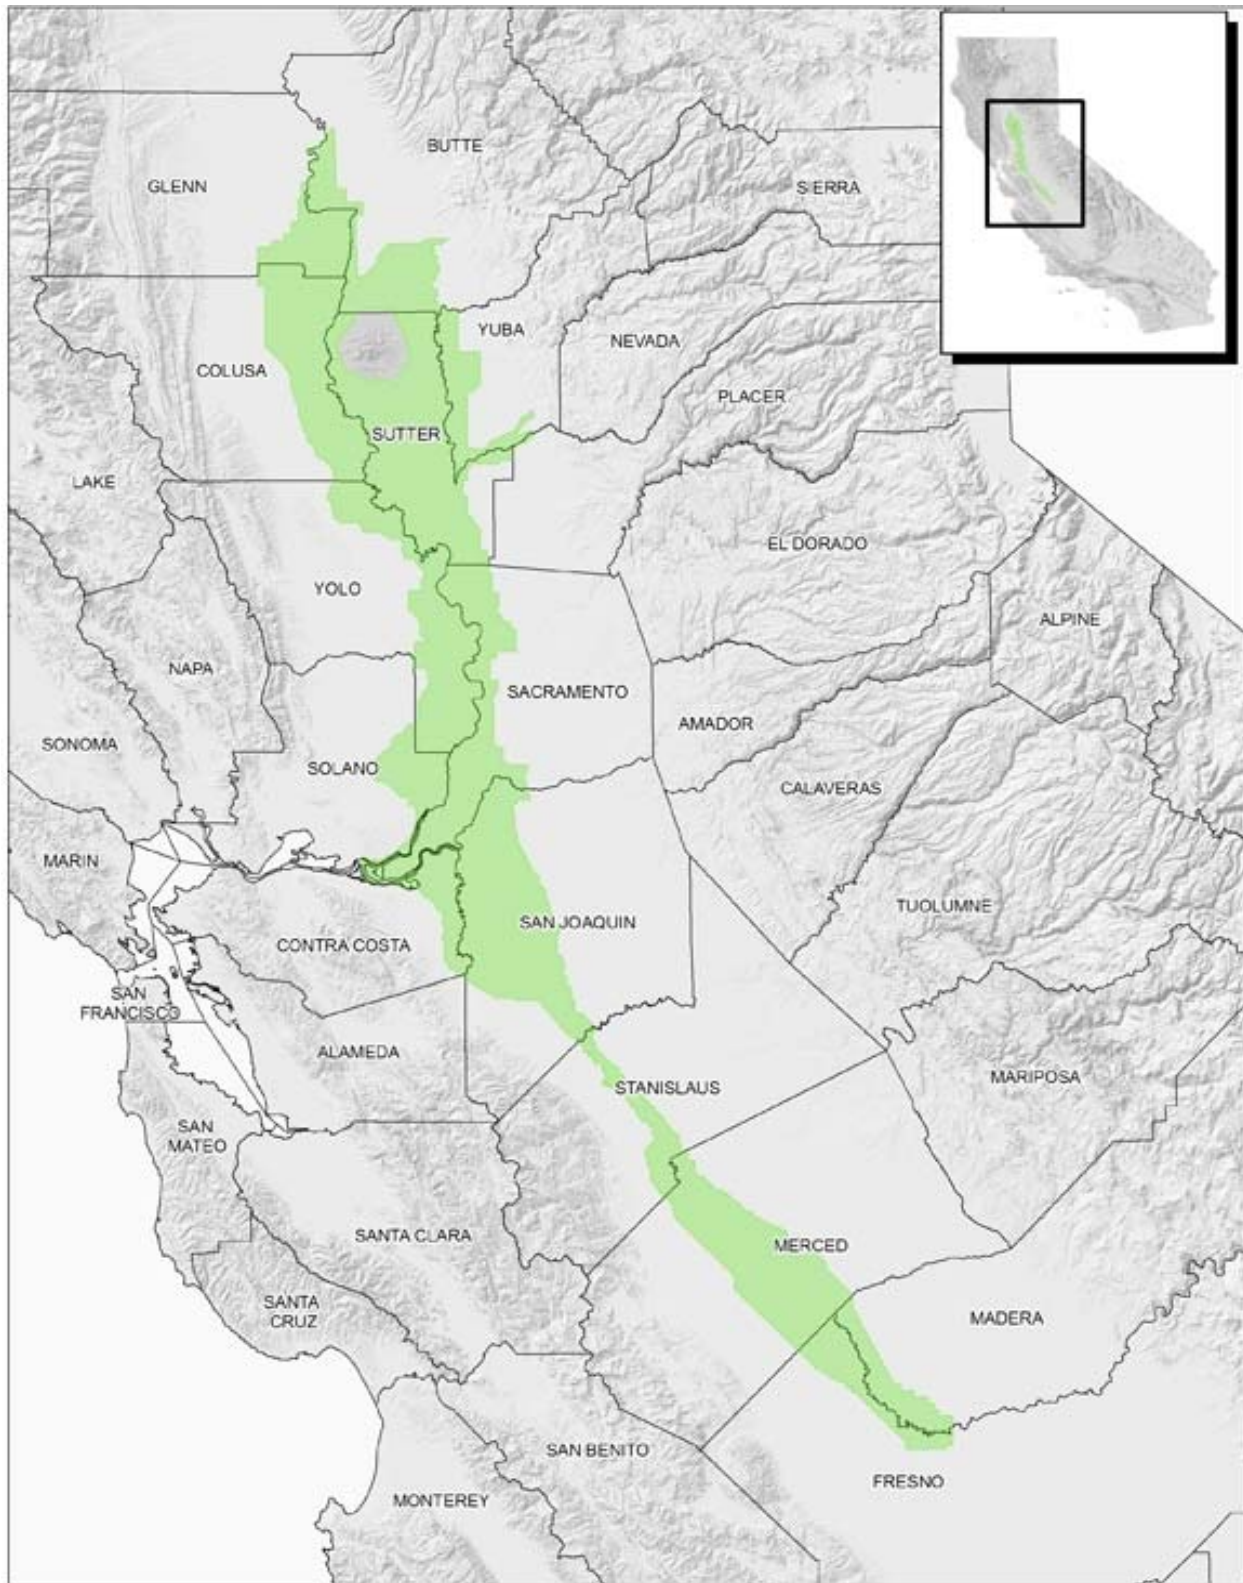 BUTTE
GLENN
SIERRA
YUBA
NEVADA
COLUSA
PLACER
SUTTER
LAKE
EL DORADO
YOLO
ALPINE
NAPA
SACRAMENTO
AMADOR
SONOMA
SOLANO
CALAVERAS
MARIN
TUOLUMNE
SAN JOAQUIN
CONTRA COSTA
SAN
FRANCISCO
ALAMEDA
MARIPOSA
STANISLAUS
SAN
MATEO
SANTA CLARA
MERCED
SANTA
CRUZ
MADERA
SAN BENITO
FRESNO
MONTEREY